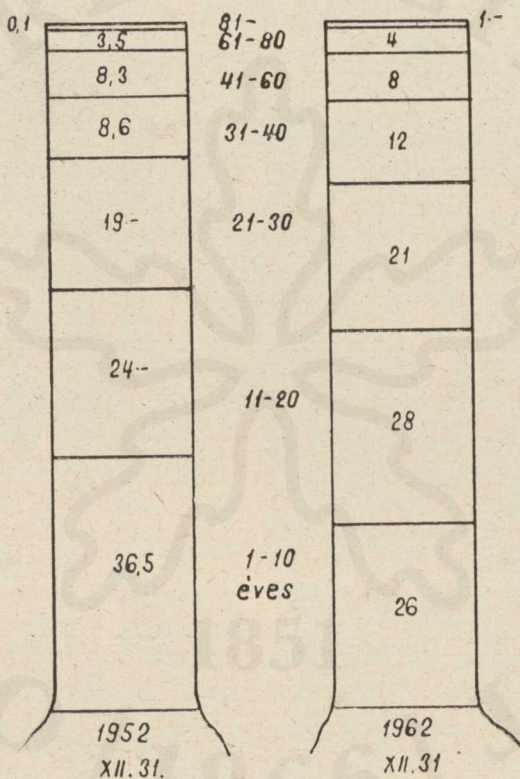 0,1 81- 1.-
3,5 61-80 4
8,3 41-60 8
8,6 31-40 12
19.- 21-30 21
24.- 11-20 28
36,5 1-10 26
éves
1851
1952 1962
XII. 31. XII. 31